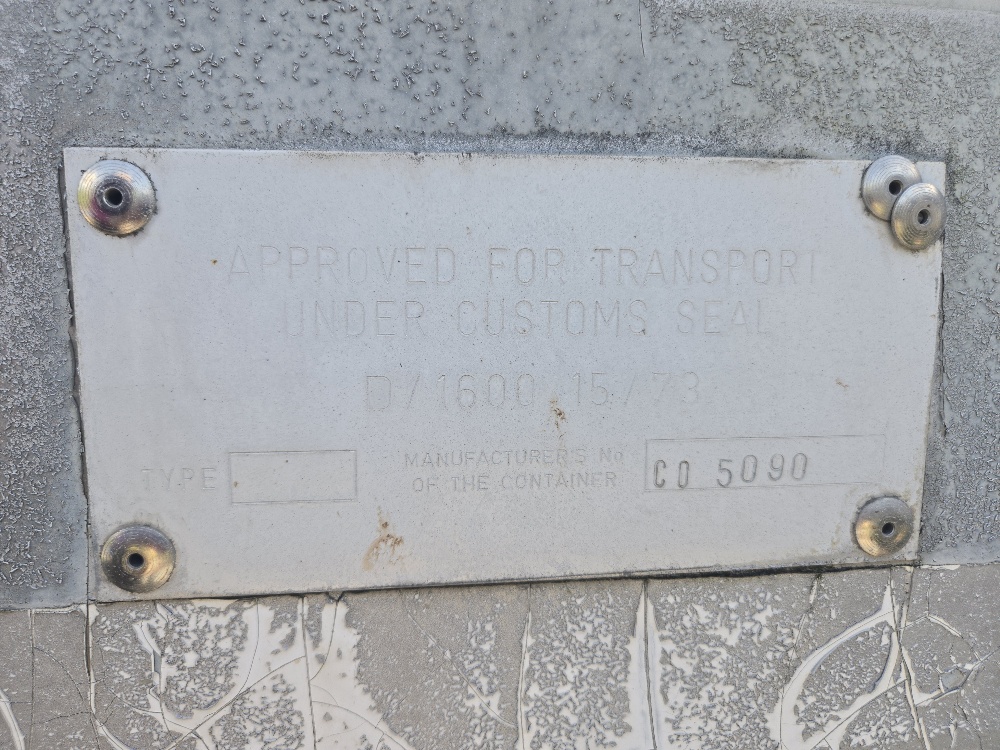 APPROVED FOR TRANSPORT
UNDER CUSTOMS SEAL
D/1600 15/73
TYPE
MANUFACTURER'S No
OF THE CONTAINER
CO 5090